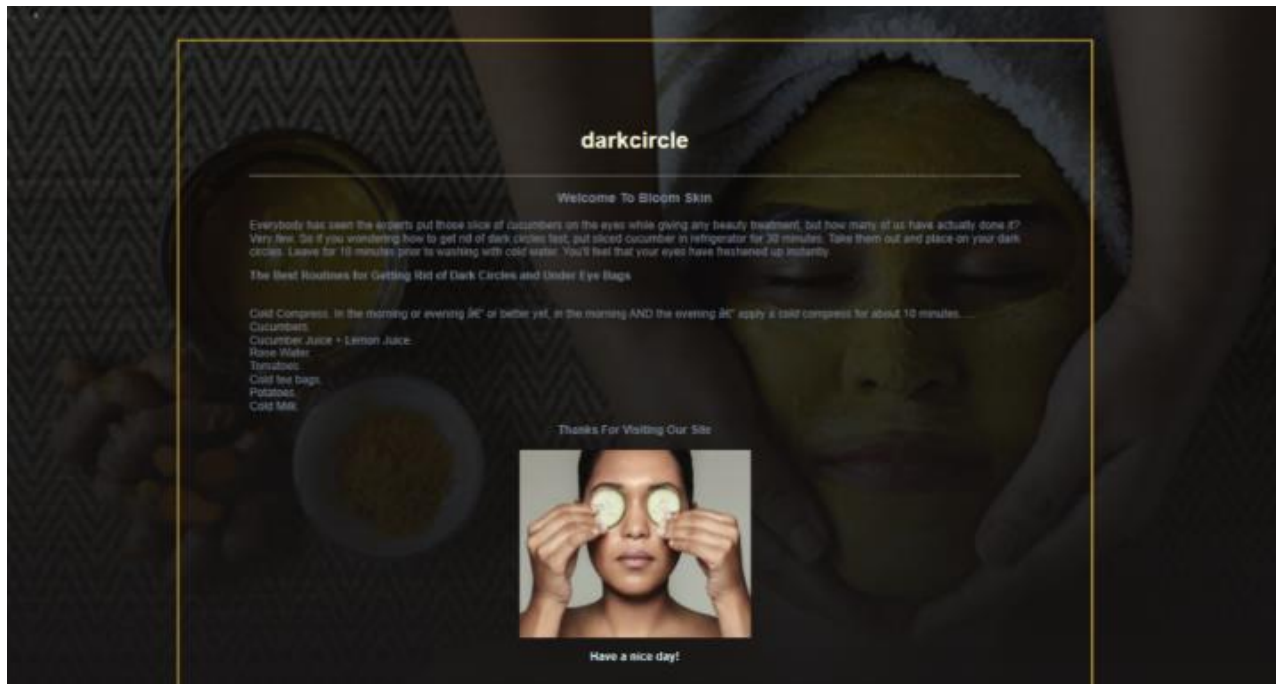 darkcircle
Welcome To Bloom Skin
Everybody has seen the experts put those slice of cucumbers on the eyes while giving any beauty treatment, but how many of us have actually done it?
Very few. So if you wondering how to get rid of dark circles fast, put sliced cucumber in refrigerator for 30 minutes. Take them out and place on your dark
circles. Leave for 10 minutes prior to washing with cold water. You'll feel that your eyes have freshened up instantly.
The Best Routines for Getting Rid of Dark Circles and Under Eye Bags
Cold Compress. In the morning or evening â€“ or better yet, in the morning AND the evening â€“ apply a cold compress for about 10 minutes. ...
Cucumbers.
Cucumber Juice + Lemon Juice.
Rose Water.
Tomatoes.
Cold tea bags.
Potatoes.
Cold Milk.
Thanks For Visiting Our Site
Have a nice day!